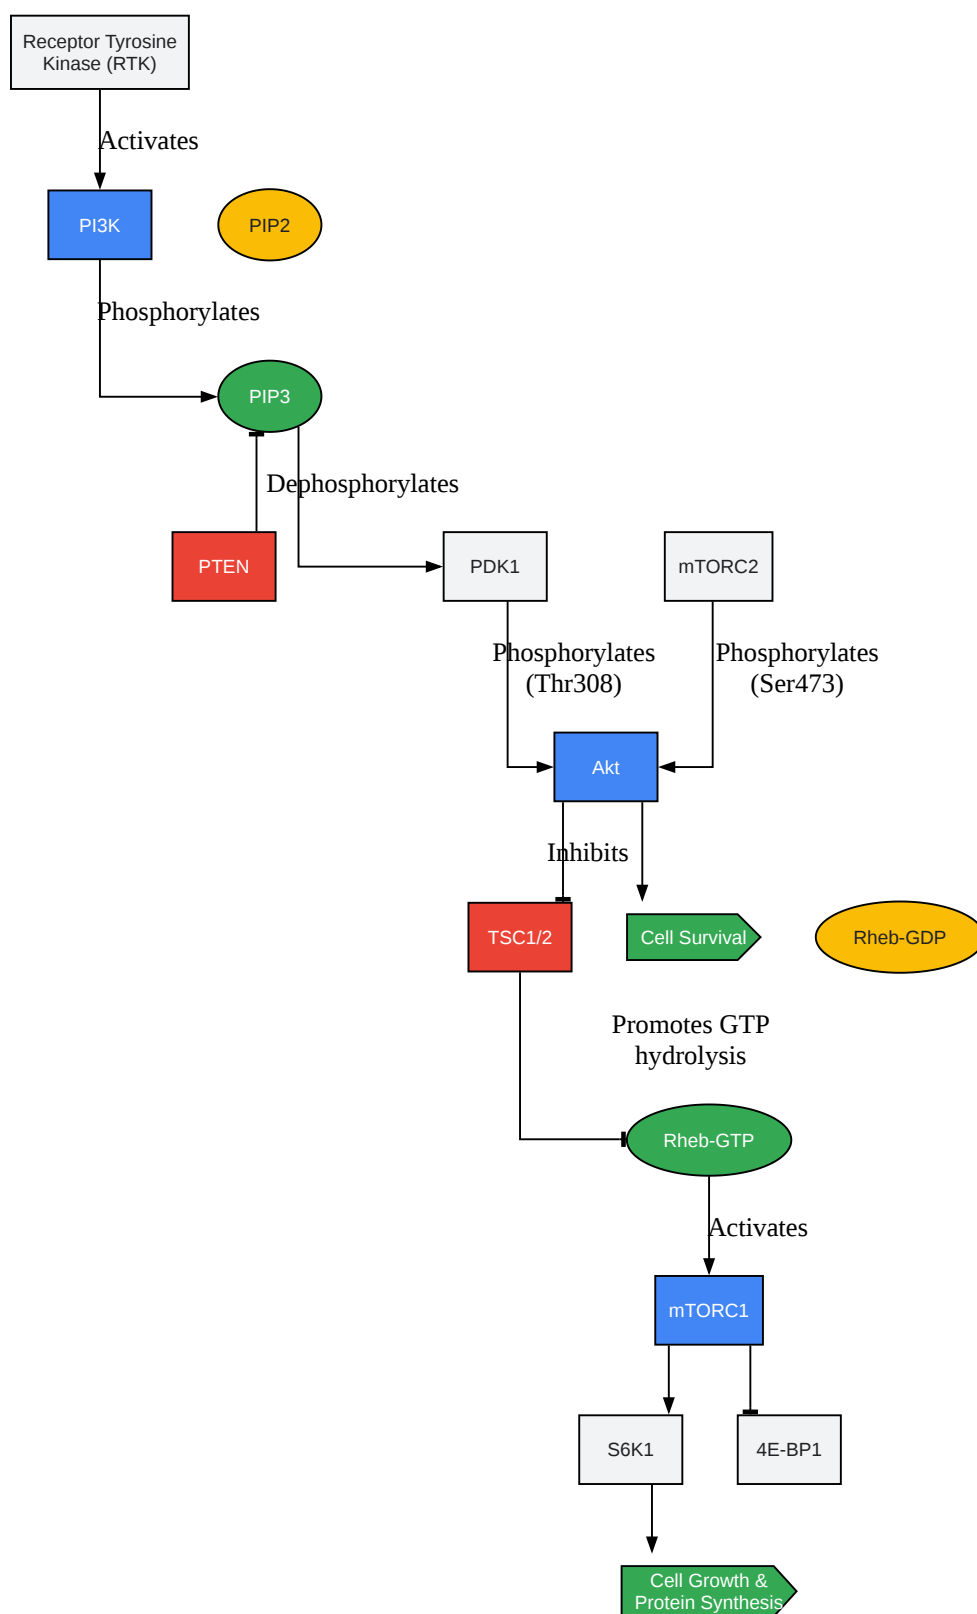 Receptor Tyrosine
Kinase (RTK)
Activates
PI3K
PIP2
Phosphorylates
PIP3
Dephosphorylates
PTEN
PDK1
mTORC2
Phosphorylates
(Thr308)
Phosphorylates
(Ser473)
Akt
Inhibits
TSC1/2
Cell Survival
Rheb-GDP
Promotes GTP
hydrolysis
Rheb-GTP
Activates
mTORC1
S6K1
4E-BP1
Cell Growth &
Protein Synthesis